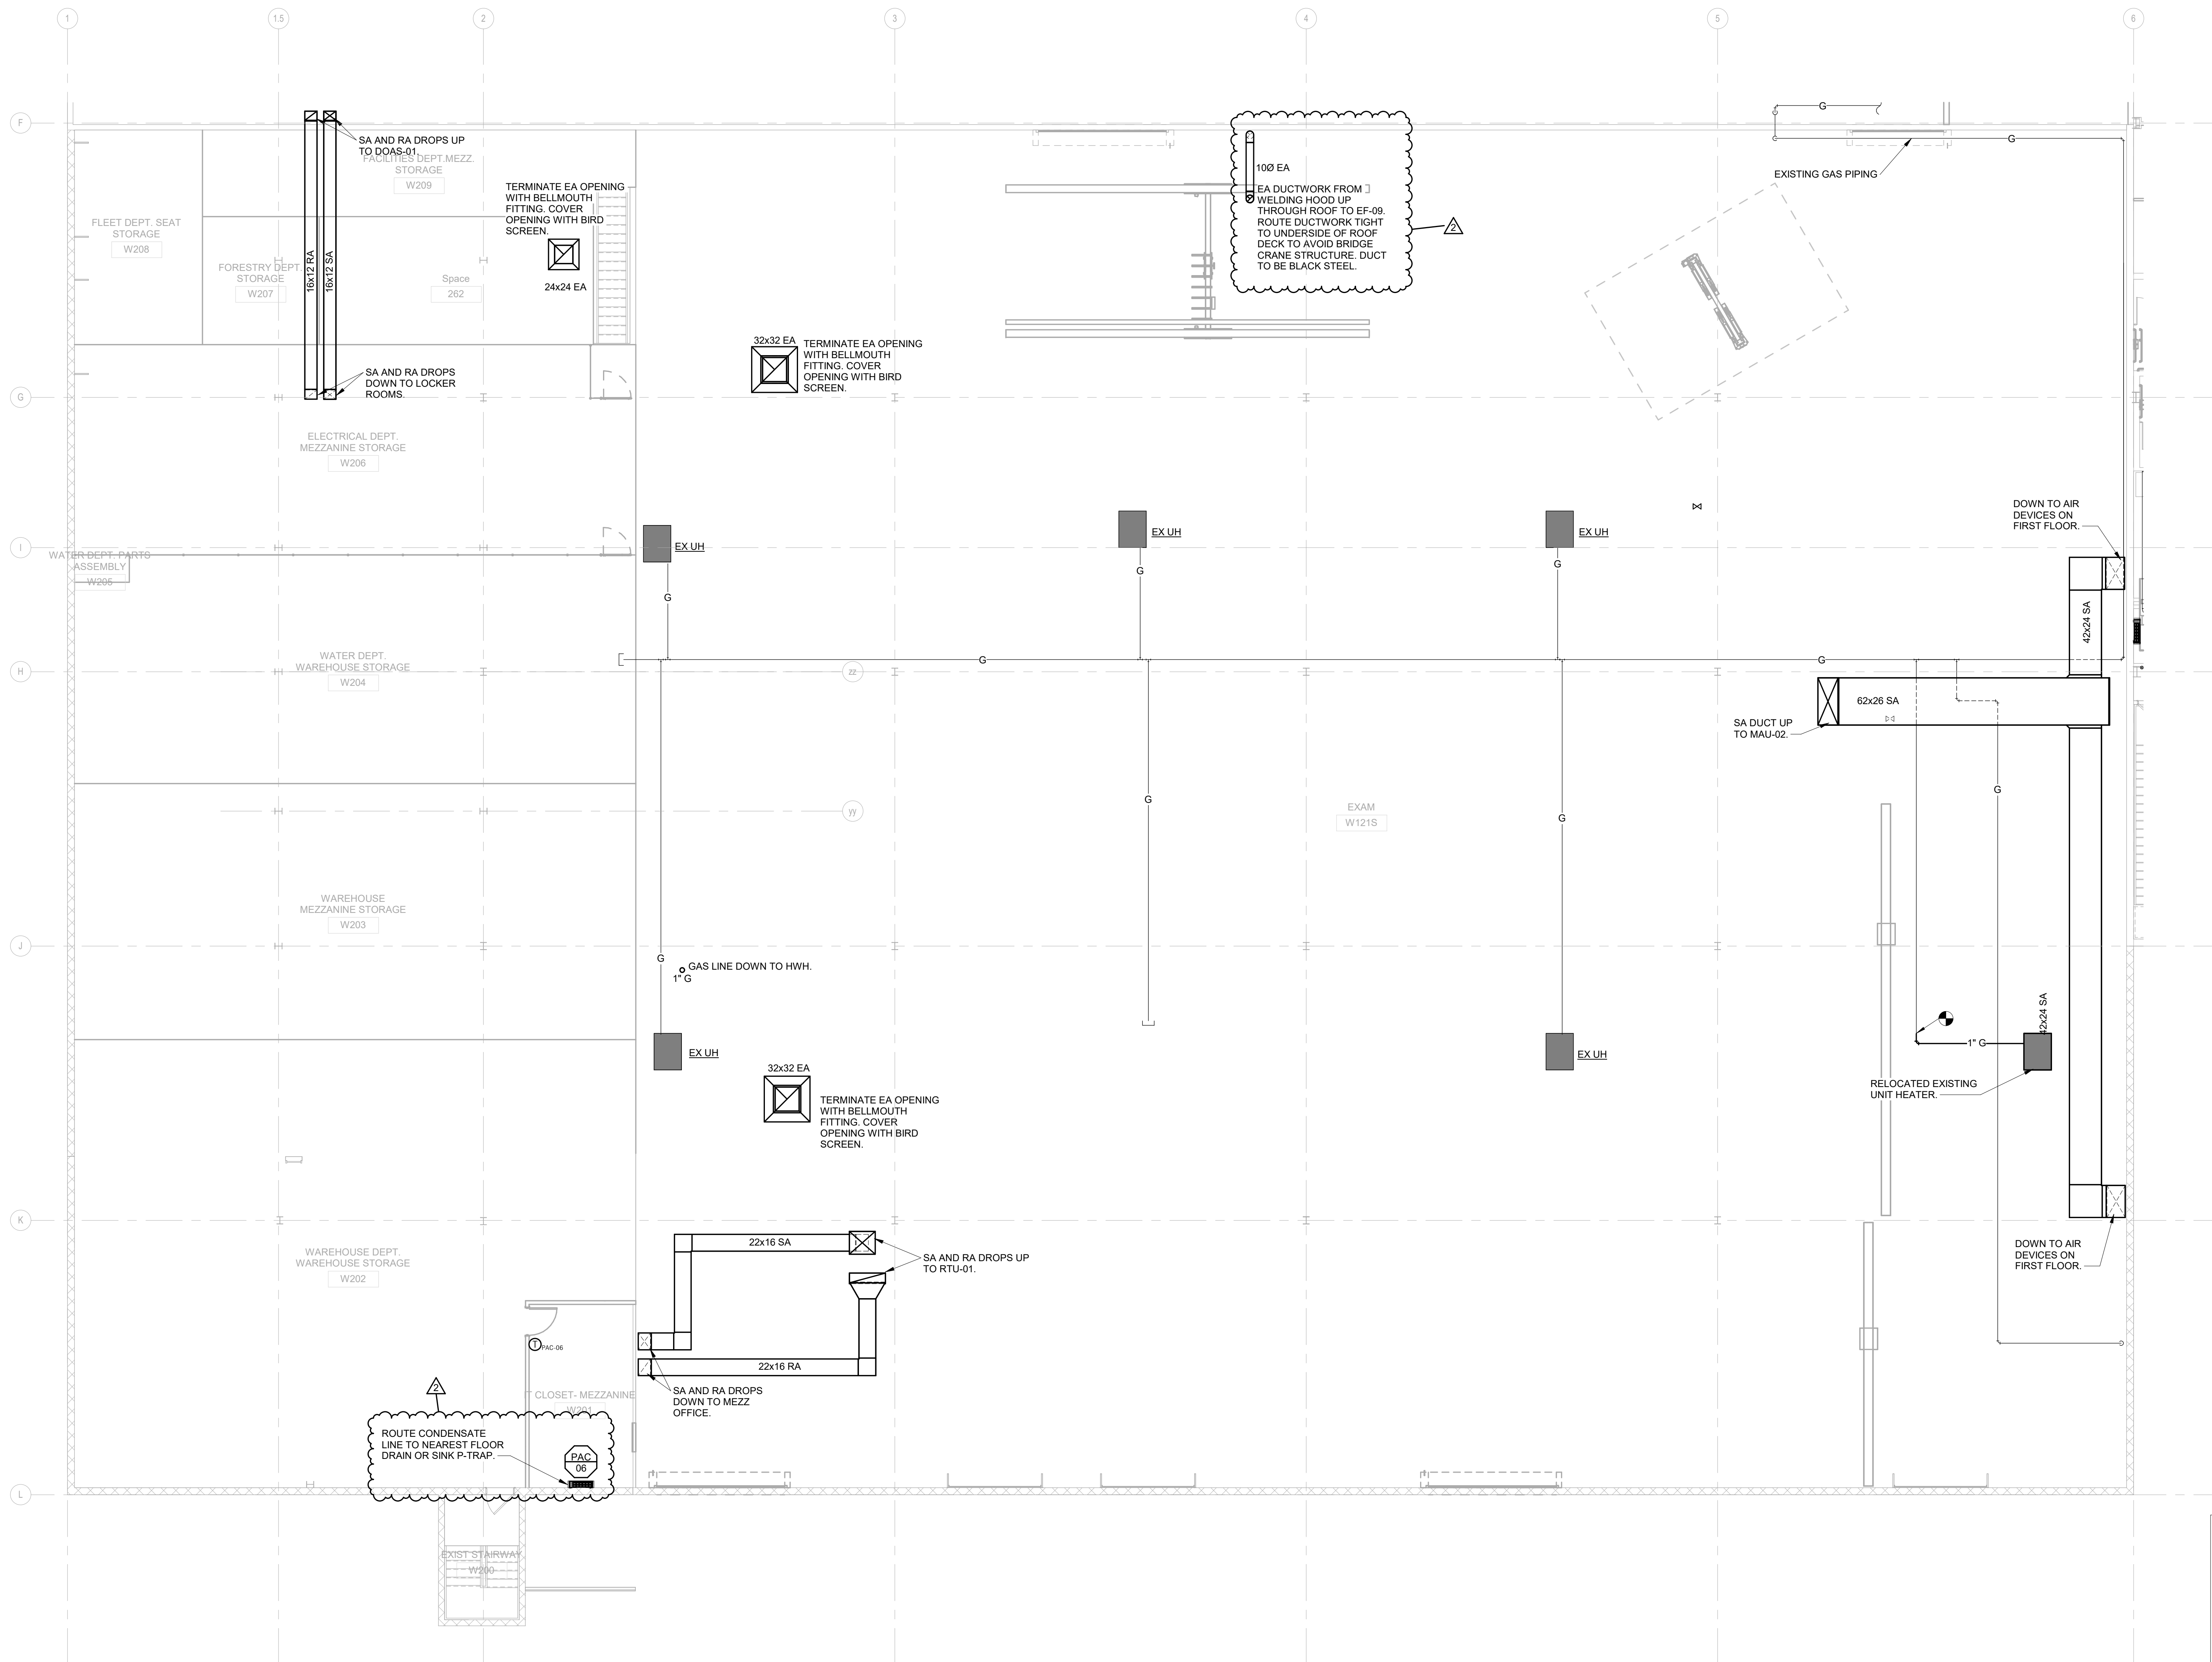 1
1.5
2
3
4
5
6
F
G
I
H
J
K
L
zz
yy
SA AND RA DROPS UP
TO DOAS-01.
FACILITIES DEPT.MEZZ.
STORAGE
W209
FLEET DEPT. SEAT
STORAGE
W208
FORESTRY DEPT.
STORAGE
W207
16x12 RA
16x12 SA
Space
262
TERMINATE EA OPENING
WITH BELLMOUTH
FITTING. COVER
OPENING WITH BIRD
SCREEN.
24x24 EA
SA AND RA DROPS
DOWN TO LOCKER
ROOMS.
32x32 EA
TERMINATE EA OPENING
WITH BELLMOUTH
FITTING. COVER
OPENING WITH BIRD
SCREEN.
10Ø EA
EA DUCTWORK FROM
WELDING HOOD UP
THROUGH ROOF TO EF-09.
ROUTE DUCTWORK TIGHT
TO UNDERSIDE OF ROOF
DECK TO AVOID BRIDGE
CRANE STRUCTURE. DUCT
TO BE BLACK STEEL.
2
G
G
EXISTING GAS PIPING
ELECTRICAL DEPT.
MEZZANINE STORAGE
W206
WATER DEPT. PARTS
ASSEMBLY
W205
EX UH
EX UH
EX UH
G
G
G
DOWN TO AIR
DEVICES ON
FIRST FLOOR.
42x24 SA
WATER DEPT.
WAREHOUSE STORAGE
W204
G
G
62x26 SA
SA DUCT UP
TO MAU-02.
G
G
G
EXAM
W121S
WAREHOUSE
MEZZANINE STORAGE
W203
G
GAS LINE DOWN TO HWH.
1" G
EX UH
EX UH
42x24 SA
1" G
RELOCATED EXISTING
UNIT HEATER.
32x32 EA
TERMINATE EA OPENING
WITH BELLMOUTH
FITTING. COVER
OPENING WITH BIRD
SCREEN.
WAREHOUSE DEPT.
WAREHOUSE STORAGE
W202
22x16 SA
SA AND RA DROPS UP
TO RTU-01.
DOWN TO AIR
DEVICES ON
FIRST FLOOR.
T
PAC-06
22x16 RA
SA AND RA DROPS
DOWN TO MEZZ
OFFICE.
IT CLOSET- MEZZANINE
W201
2
ROUTE CONDENSATE
LINE TO NEAREST FLOOR
DRAIN OR SINK P-TRAP.
PAC
06
EXIST STAIRWAY
W200